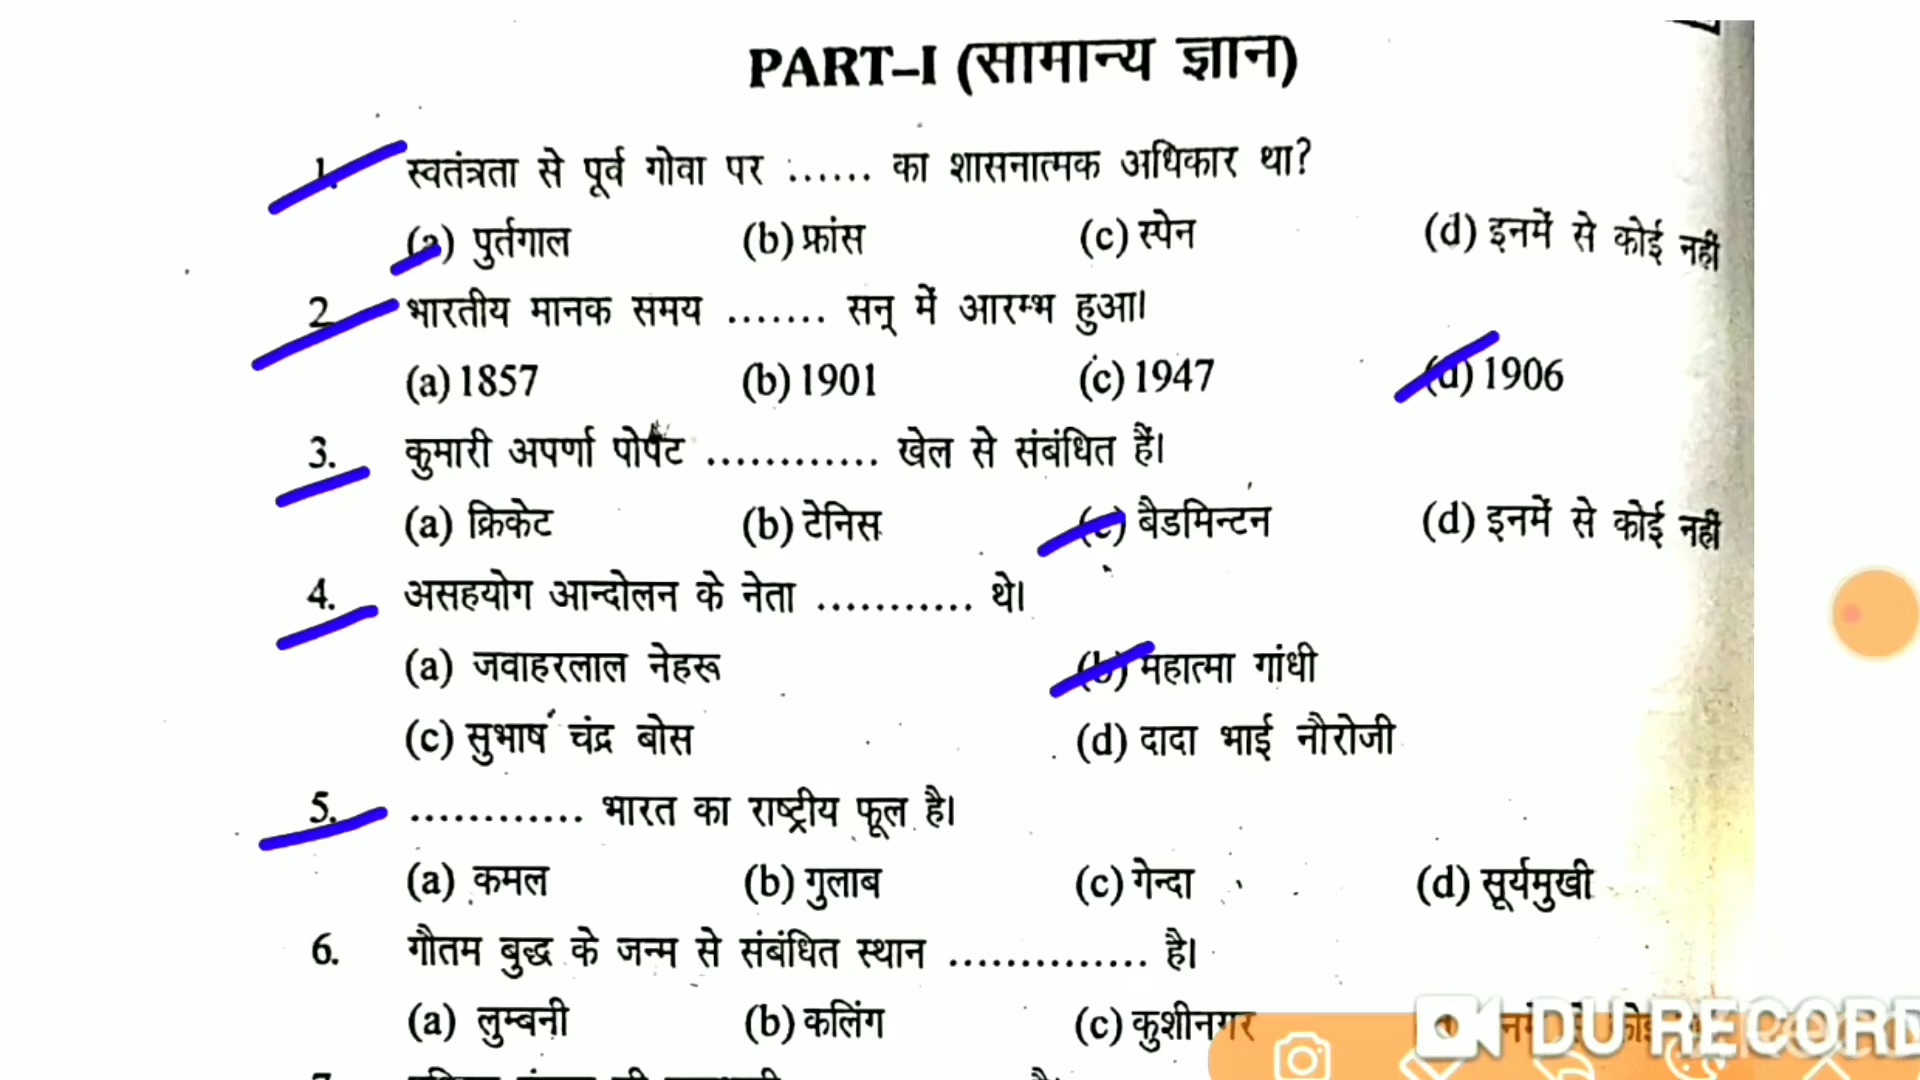 PART–I (सामान्य ज्ञान)
1. स्वतंत्रता से पूर्व गोवा पर ...... का शासनात्मक अधिकार था?
(a) पुर्तगाल (b) फ्रांस (c) स्पेन (d) इनमें से कोई नहीं
2. भारतीय मानक समय ....... सन् में आरम्भ हुआ।
(a) 1857 (b) 1901 (c) 1947 (d) 1906
3. कुमारी अपर्णा पोपट ............ खेल से संबंधित हैं।
(a) क्रिकेट (b) टेनिस (c) बैडमिन्टन (d) इनमें से कोई नहीं
4. असहयोग आन्दोलन के नेता ........... थे।
(a) जवाहरलाल नेहरू (b) महात्मा गांधी
(c) सुभाष चंद्र बोस (d) दादा भाई नौरोजी
5. ............ भारत का राष्ट्रीय फूल है।
(a) कमल (b) गुलाब (c) गेन्दा (d) सूर्यमुखी
6. गौतम बुद्ध के जन्म से संबंधित स्थान .............. है।
(a) लुम्बनी (b) कलिंग (c) कुशीनगर
DU RECORD